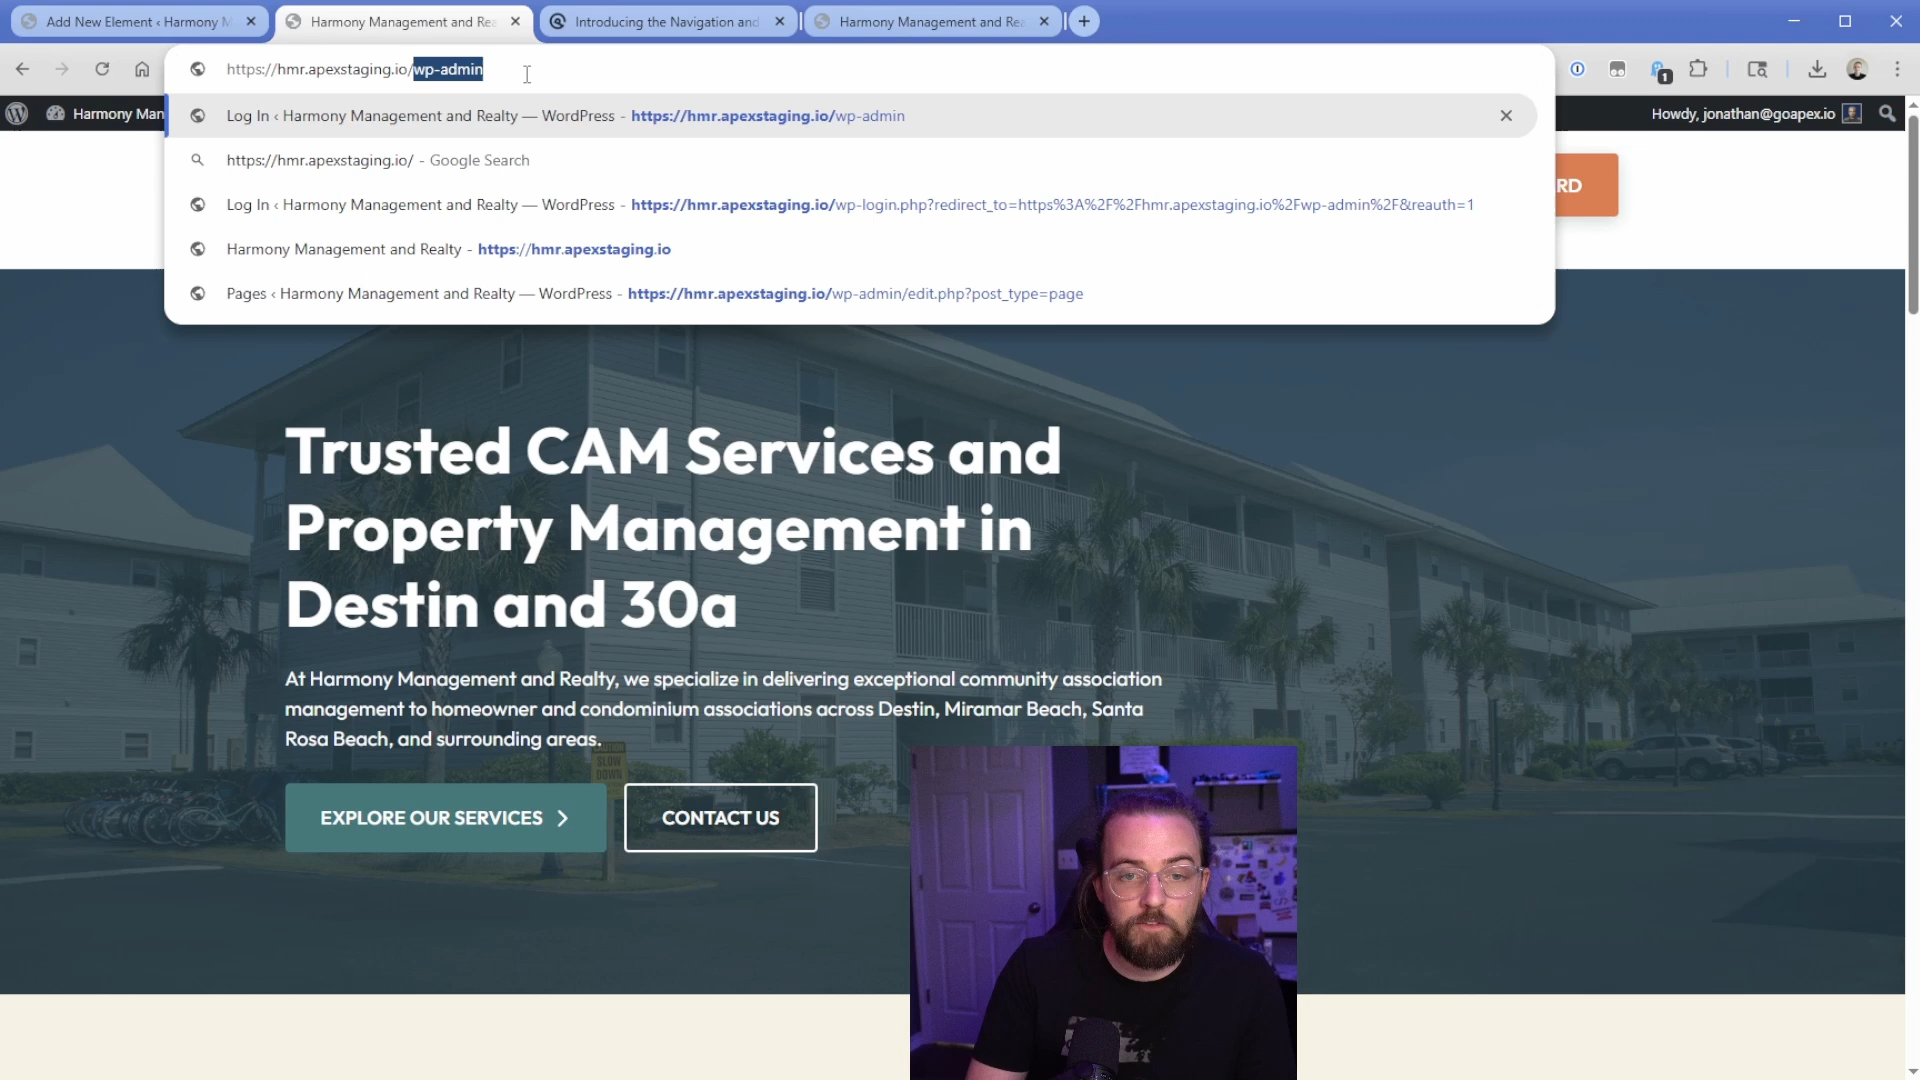 Add New Element ‹ Harmony M
Harmony Management and Rea
Introducing the Navigation and
Harmony Management and Rea
https://hmr.apexstaging.io/wp-admin
1
Harmony Man
Howdy, jonathan@goapex.io
Log In ‹ Harmony Management and Realty — WordPress - https://hmr.apexstaging.io/wp-admin
https://hmr.apexstaging.io/ - Google Search
Log In ‹ Harmony Management and Realty — WordPress - https://hmr.apexstaging.io/wp-login.php?redirect_to=https%3A%2F%2Fhmr.apexstaging.io%2Fwp-admin%2F&reauth=1
Harmony Management and Realty - https://hmr.apexstaging.io
Pages ‹ Harmony Management and Realty — WordPress - https://hmr.apexstaging.io/wp-admin/edit.php?post_type=page
RD
Trusted CAM Services and
Property Management in
Destin and 30a
At Harmony Management and Realty, we specialize in delivering exceptional community association
management to homeowner and condominium associations across Destin, Miramar Beach, Santa
Rosa Beach, and surrounding areas.
CAUTION
SLOW
DOWN
EXPLORE OUR SERVICES
CONTACT US